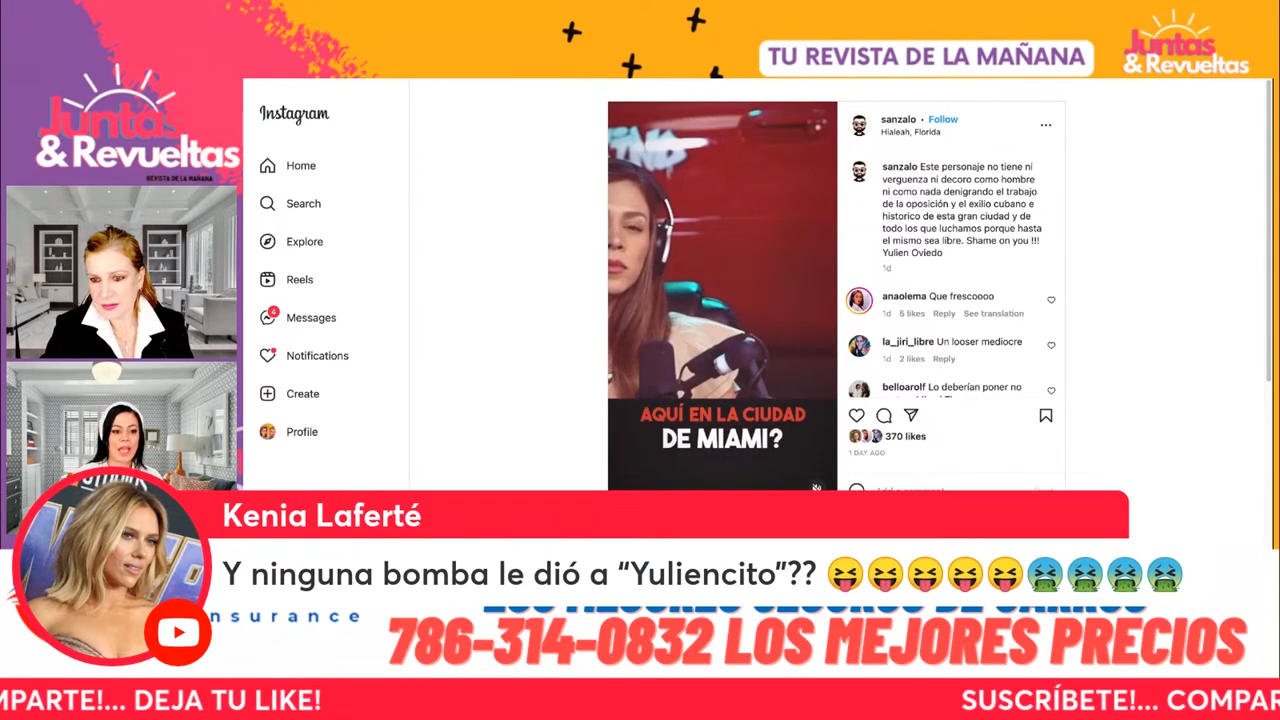 TU REVISTA DE LA MAÑANA
Juntas
& Revueltas
Juntas
& Revueltas
REVISTA DE LA MAÑANA
Instagram
Home
Search
Explore
Reels
4
Messages
Notifications
Create
Profile
AQUÍ EN LA CIUDAD
DE MIAMI?
sanzalo • Follow
Hialeah, Florida
sanzalo Este personaje no tiene ni
verguenza ni decoro como hombre
ni como nada denigrando el trabajo
de la oposición y el exilio cubano e
historico de esta gran ciudad y de
todo los que luchamos porque hasta
el mismo sea libre. Shame on you !!!
Yulien Oviedo
1d
anaolema Que frescoooo
1d 5 likes Reply See translation
la_jiri_libre Un looser mediocre
1d 2 likes Reply
belloarolf Lo deberían poner no
370 likes
1 DAY AGO
Kenia Laferté
Y ninguna bomba le dió a “Yuliencito”?? 😝😝😝😝😝🤮🤮🤮🤮
nsurance
786-314-0832 LOS MEJORES PRECIOS
MPARTE!... DEJA TU LIKE!
SUSCRÍBETE!... COMPAR